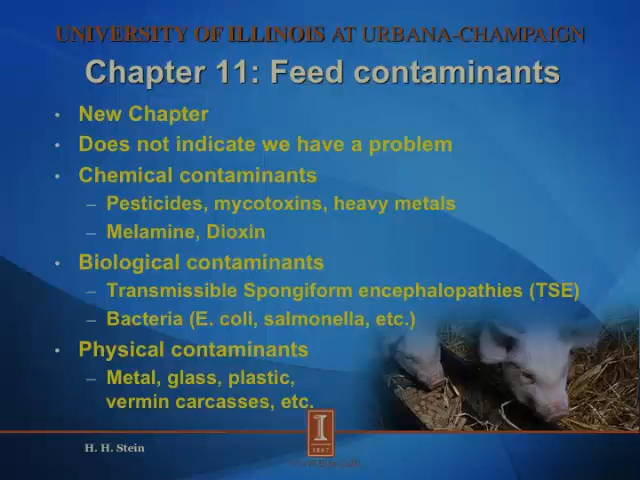 UNIVERSITY OF ILLINOIS AT URBANA-CHAMPAIGN
Chapter 11: Feed contaminants
• New Chapter
• Does not indicate we have a problem
• Chemical contaminants
– Pesticides, mycotoxins, heavy metals
– Melamine, Dioxin
• Biological contaminants
– Transmissible Spongiform encephalopathies (TSE)
– Bacteria (E. coli, salmonella, etc.)
• Physical contaminants
– Metal, glass, plastic,
vermin carcasses, etc.
I
1867
H. H. Stein